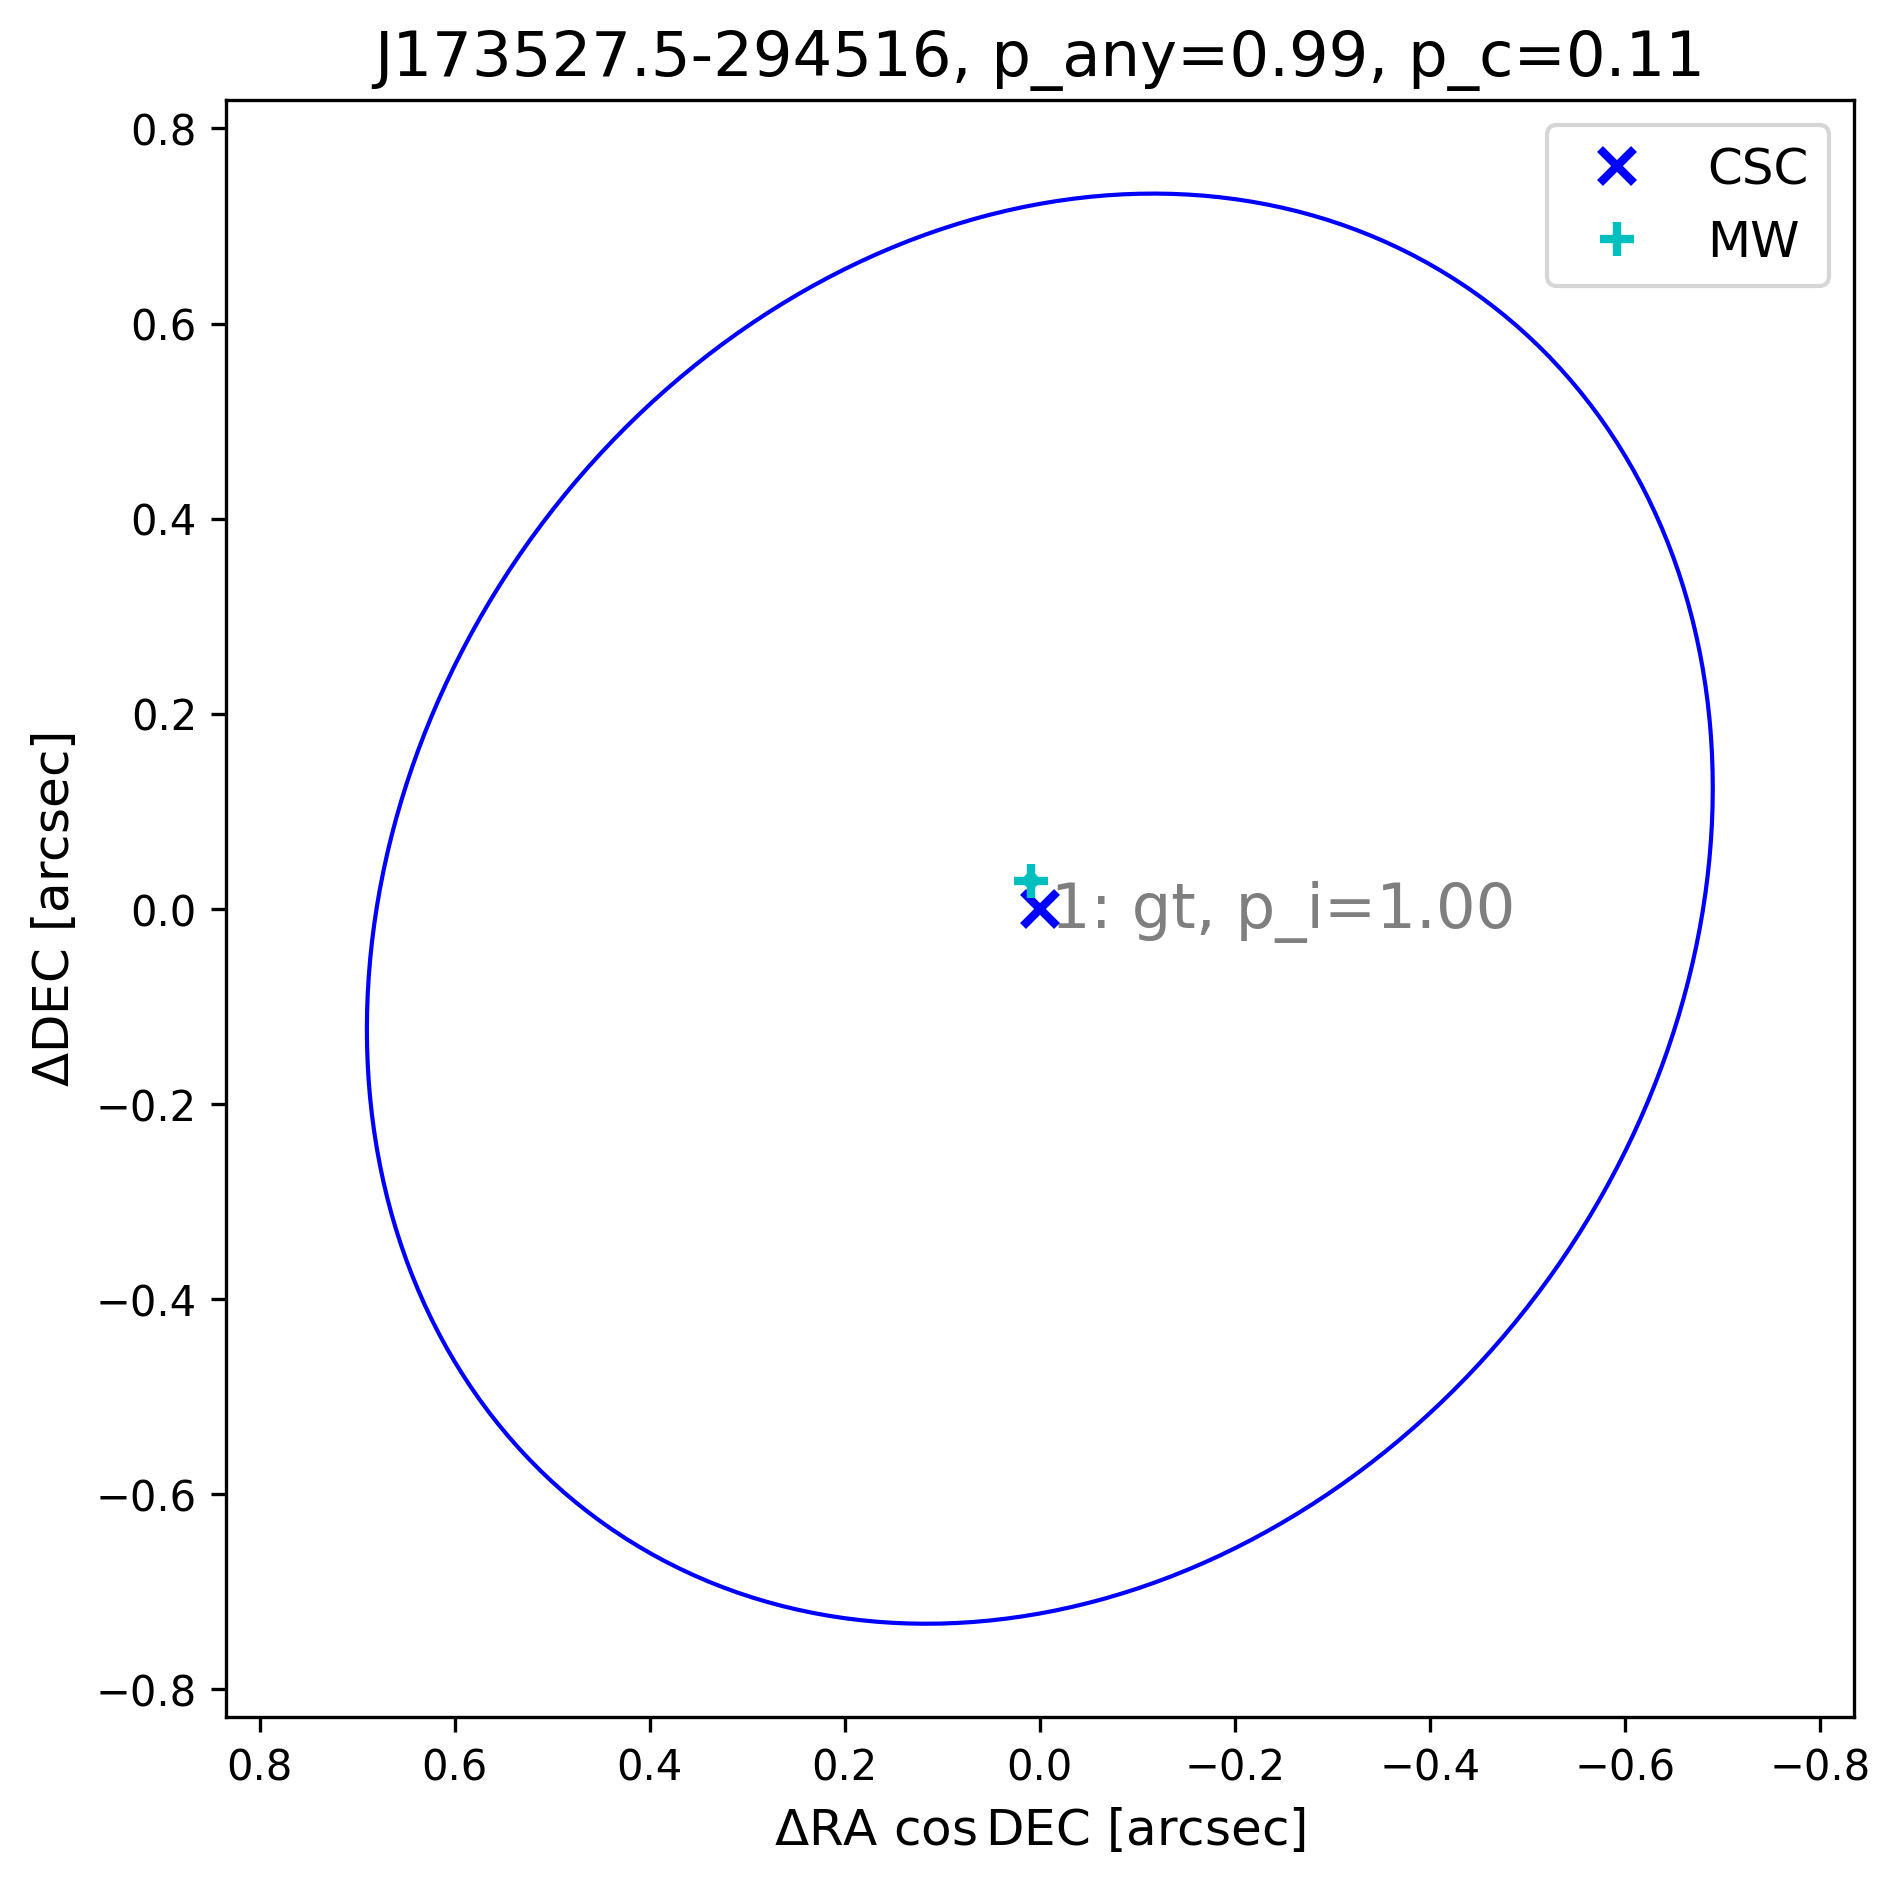 J173527.5-294516, p_any=0.99, p_c=0.11
CSC
MW
0.8
0.6
0.4
0.2
0.0
−0.2
−0.4
−0.6
−0.8
ΔDEC [arcsec]
1: gt, p_i=1.00
0.8 0.6 0.4 0.2 0.0 −0.2 −0.4 −0.6 −0.8
ΔRA cos DEC [arcsec]